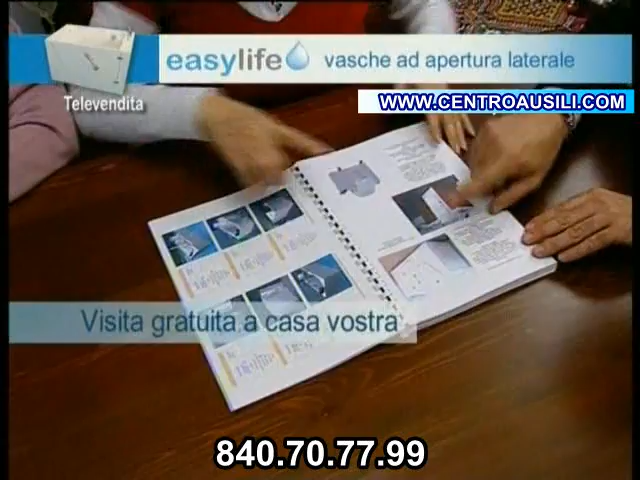 easylife vasche ad apertura laterale
Televendita
WWW.CENTROAUSILI.COM
Visita gratuita a casa vostra
840.70.77.99